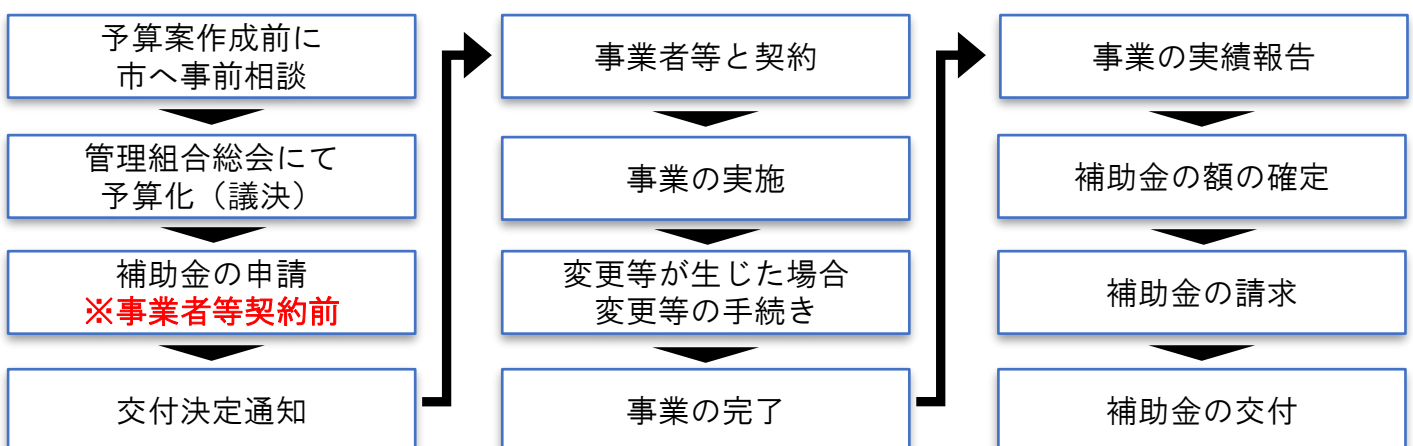 予算案作成前に
市へ事前相談
管理組合総会にて
予算化（議決）
補助金の申請
※事業者等契約前
交付決定通知
事業者等と契約
事業の実施
変更等が生じた場合
変更等の手続き
事業の完了
事業の実績報告
補助金の額の確定
補助金の請求
補助金の交付